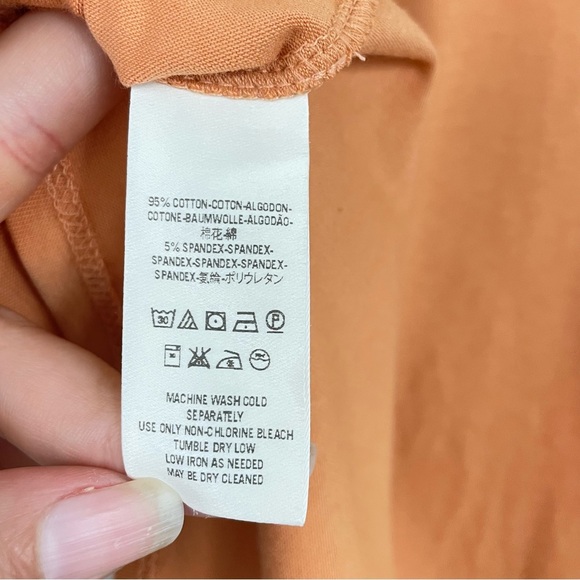 95% COTTON-COTON-ALGODON-
COTONE-BAUMWOLLE-ALGODÃO-
棉花-綿
5% SPANDEX-SPANDEX-
SPANDEX-SPANDEX-SPANDEX-
SPANDEX-氨綸-ポリウレタン
30 P
MACHINE WASH COLD
SEPARATELY
USE ONLY NON-CHLORINE BLEACH
TUMBLE DRY LOW
LOW IRON AS NEEDED
MAY BE DRY CLEANED